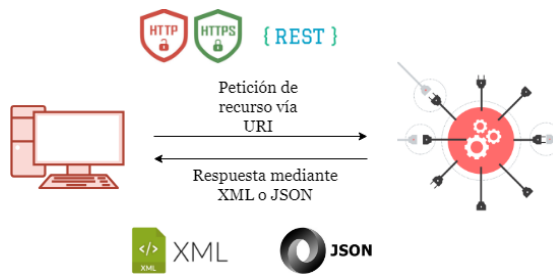 HTTP
HTTPS
{ REST }
Petición de
recurso vía
URI
Respuesta mediante
XML o JSON
</>
XML
XML
JSON